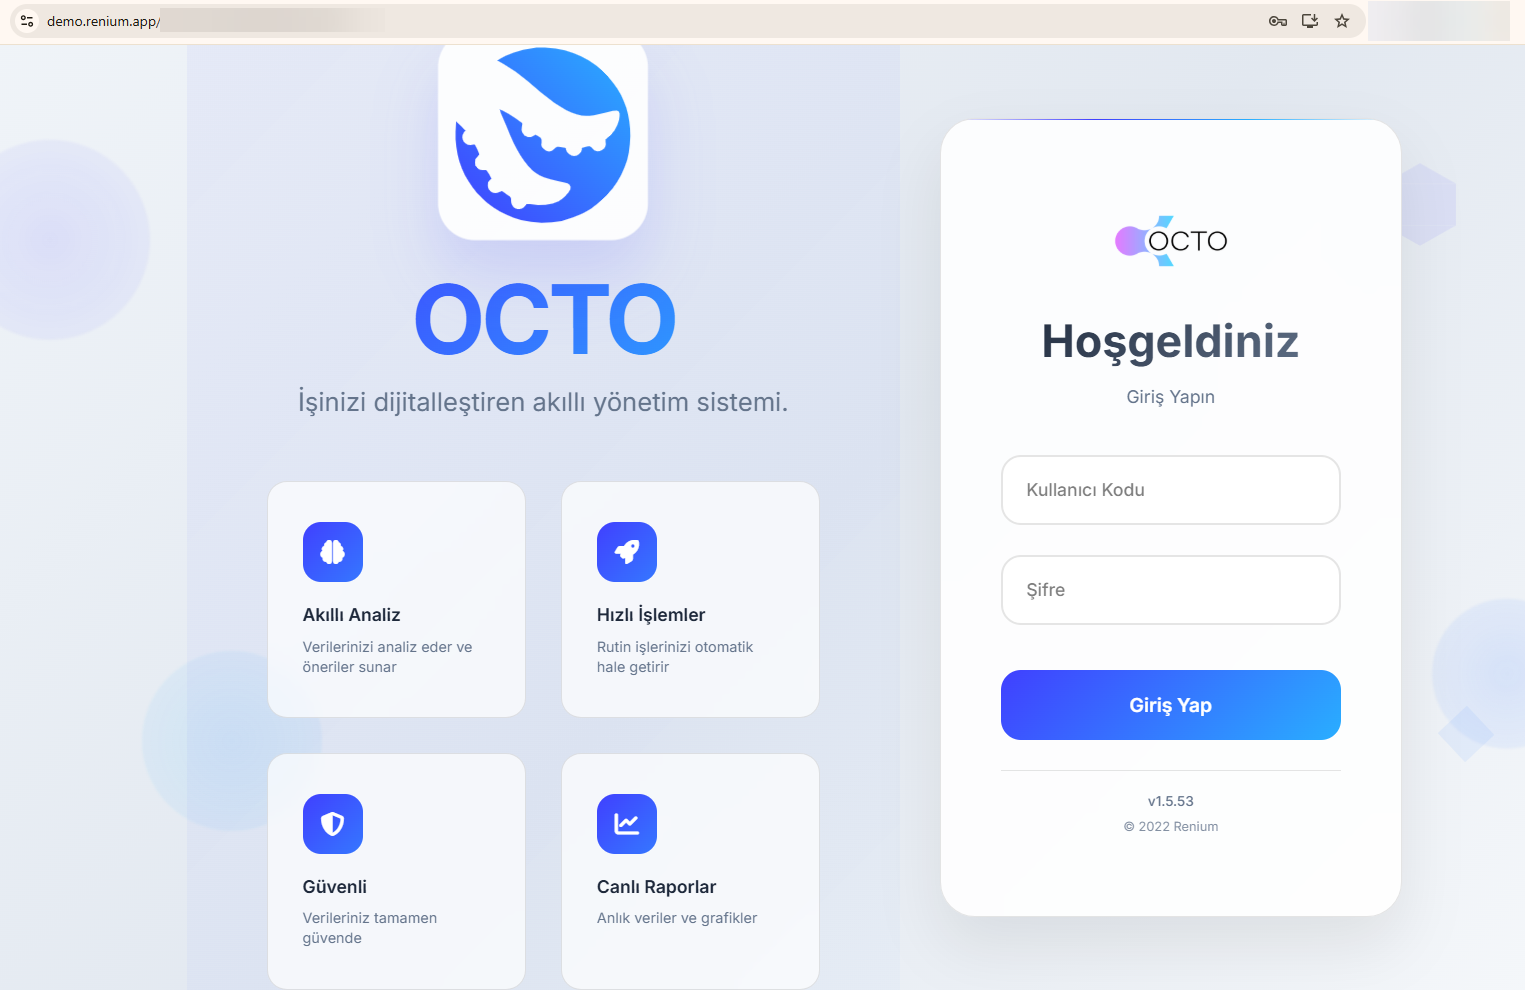 demo.renium.app/
OCTO
İşinizi dijitalleştiren akıllı yönetim sistemi.
Akıllı Analiz
Verilerinizi analiz eder ve
öneriler sunar
Hızlı İşlemler
Rutin işlerinizi otomatik
hale getirir
Güvenli
Verileriniz tamamen
güvende
Canlı Raporlar
Anlık veriler ve grafikler
OCTO
Hoşgeldiniz
Giriş Yapın
Kullanıcı Kodu
Şifre
Giriş Yap
v1.5.53
© 2022 Renium